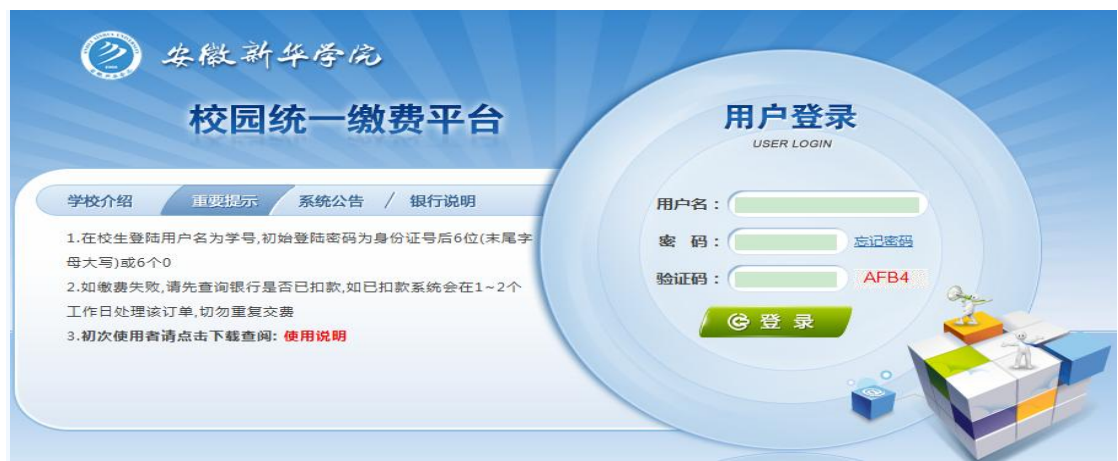 安徽新华学院
校园统一缴费平台
学校介绍 重要提示 系统公告 / 银行说明
1.在校生登陆用户名为学号,初始登陆密码为身份证号后6位(末尾字
母大写)或6个0
2.如缴费失败,请先查询银行是否已扣款,如已扣款系统会在1~2个
工作日处理该订单,切勿重复交费
3.初次使用者请点击下载查阅: 使用说明
用户登录
USER LOGIN
用户名:
密 码: 忘记密码
验证码: AFB4
登 录
@